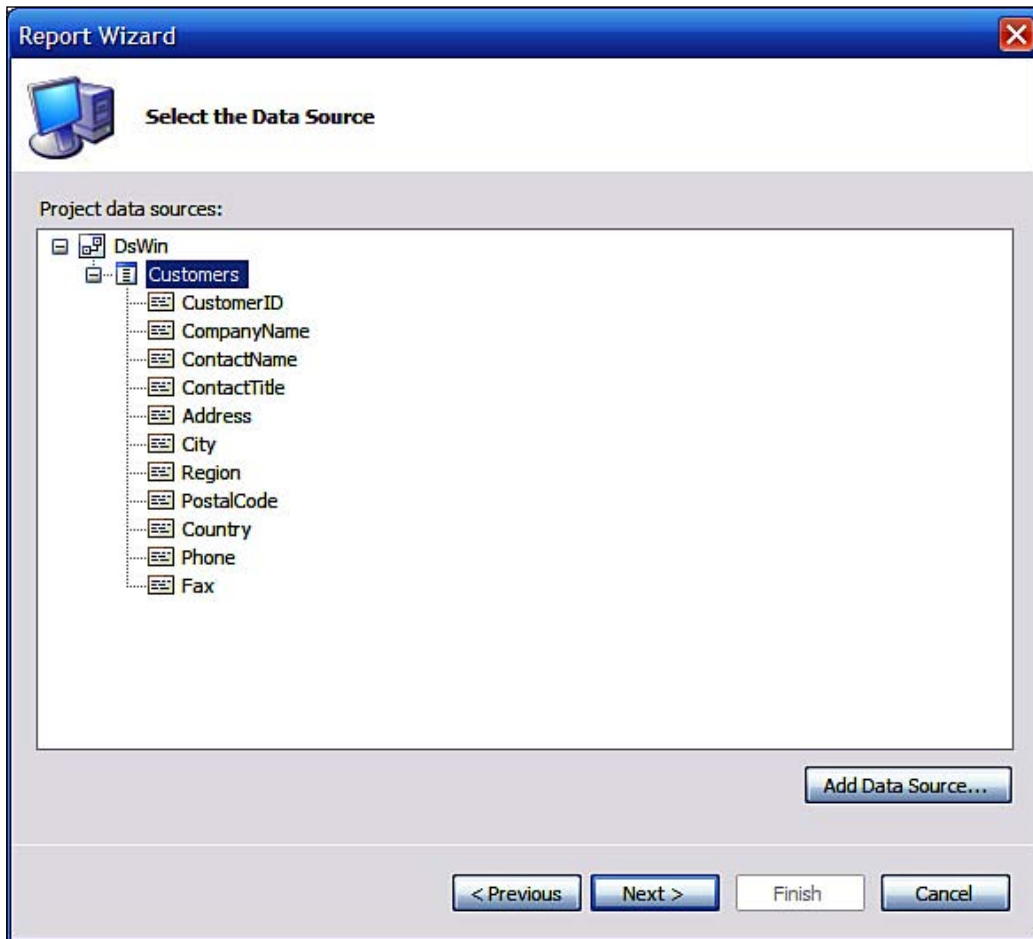 Report Wizard
Select the Data Source
Project data sources:
DsWin
Customers
CustomerID
CompanyName
ContactName
ContactTitle
Address
City
Region
PostalCode
Country
Phone
Fax
Add Data Source...
< Previous Next > Finish Cancel